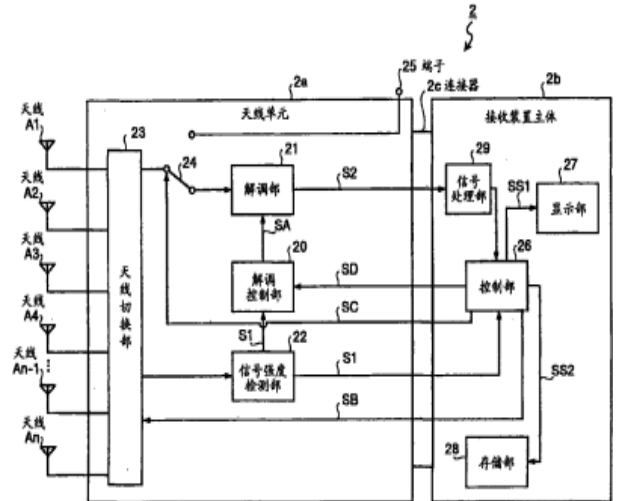 2
2a
25 端子
2c 连接器
2b
天线单元
接收装置主体
天线
A1
23
24
21
解调部
S2
29
信号
处理部
SS1
27
显示部
天线
A2
SA
天线
A3
20
解调
控制部
SD
26
控制部
天线切换部
SC
天线
A4
S1
22
信号强度
检测部
S1
SS2
天线
An-1
SB
天线
An
28
存储部